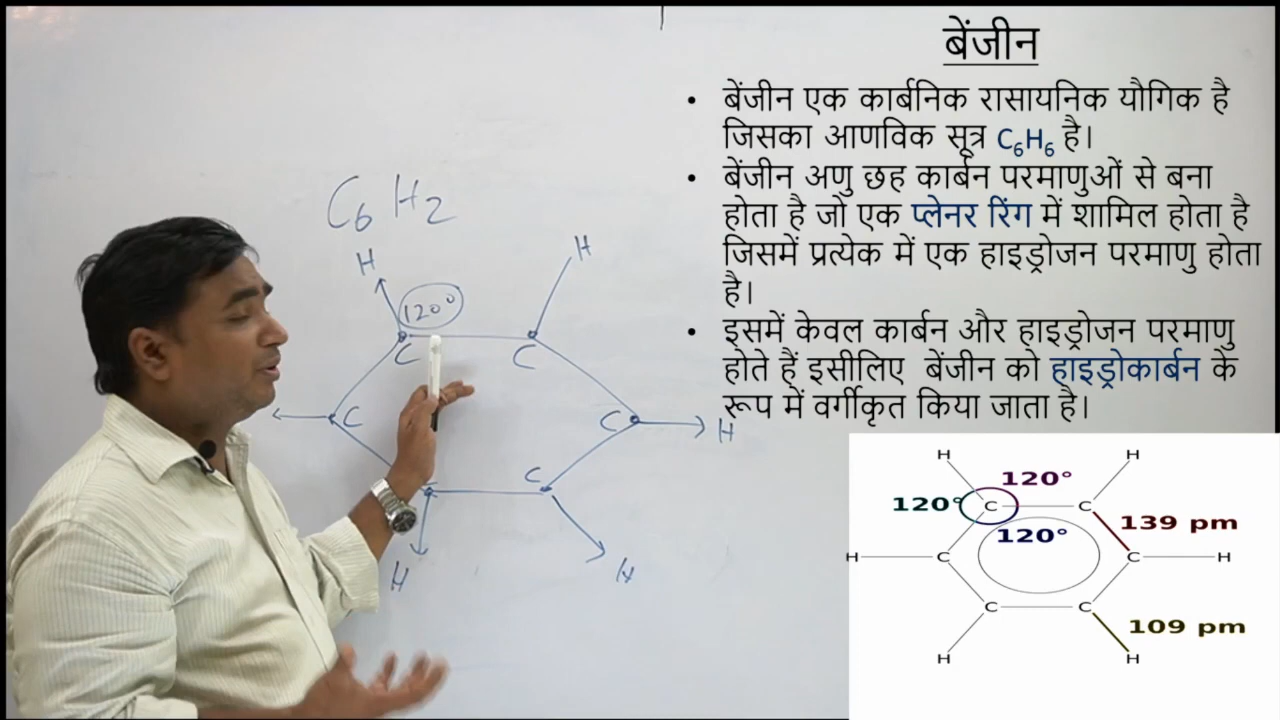 बेंजीन
• बेंजीन एक कार्बनिक रासायनिक यौगिक है
जिसका आणविक सूत्र C₆H₆ है।
• बेंजीन अणु छह कार्बन परमाणुओं से बना
होता है जो एक प्लेनर रिंग में शामिल होता है
जिसमें प्रत्येक में एक हाइड्रोजन परमाणु होता
है।
• इसमें केवल कार्बन और हाइड्रोजन परमाणु
होते हैं इसीलिए बेंजीन को हाइड्रोकार्बन के
रूप में वर्गीकृत किया जाता है।
C₆ H₂
H H
120°
C C
C C H
C
H H
H H
120°
120° C C
120° 139 pm
H C C H
C C 109 pm
H H